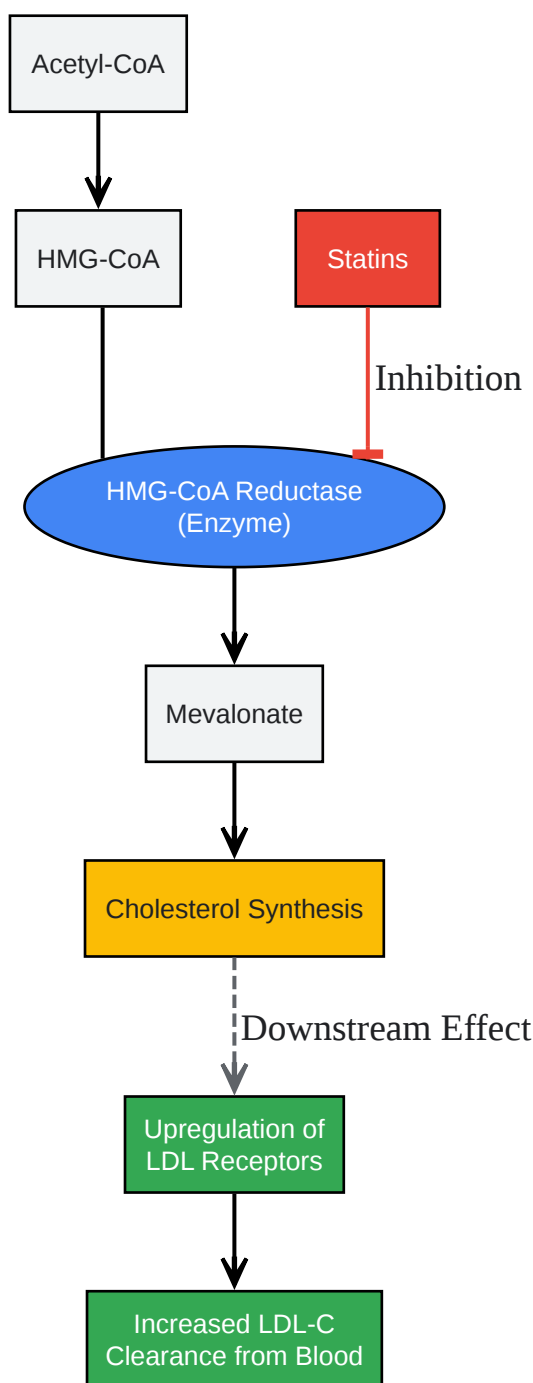 Acetyl-CoA
HMG-CoA
Statins
Inhibition
HMG-CoA Reductase
(Enzyme)
Mevalonate
Cholesterol Synthesis
Downstream Effect
Upregulation of
LDL Receptors
Increased LDL-C
Clearance from Blood